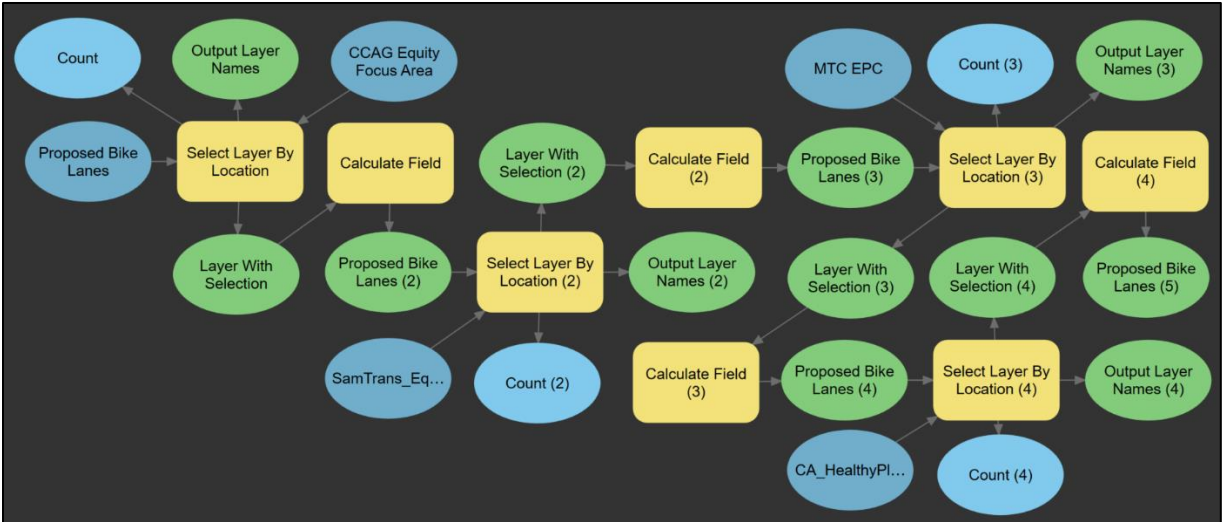 Count
Output Layer
Names
CCAG Equity
Focus Area
Proposed Bike
Lanes
Select Layer By
Location
Calculate Field
Layer With
Selection
Proposed Bike
Lanes (2)
Layer With
Selection (2)
Select Layer By
Location (2)
Output Layer
Names (2)
SamTrans_Eq...
Count (2)
Calculate Field
(2)
Proposed Bike
Lanes (3)
MTC EPC
Count (3)
Output Layer
Names (3)
Select Layer By
Location (3)
Calculate Field
(4)
Layer With
Selection (3)
Layer With
Selection (4)
Proposed Bike
Lanes (5)
Calculate Field
(3)
Proposed Bike
Lanes (4)
Select Layer By
Location (4)
Output Layer
Names (4)
CA_HealthyPl...
Count (4)